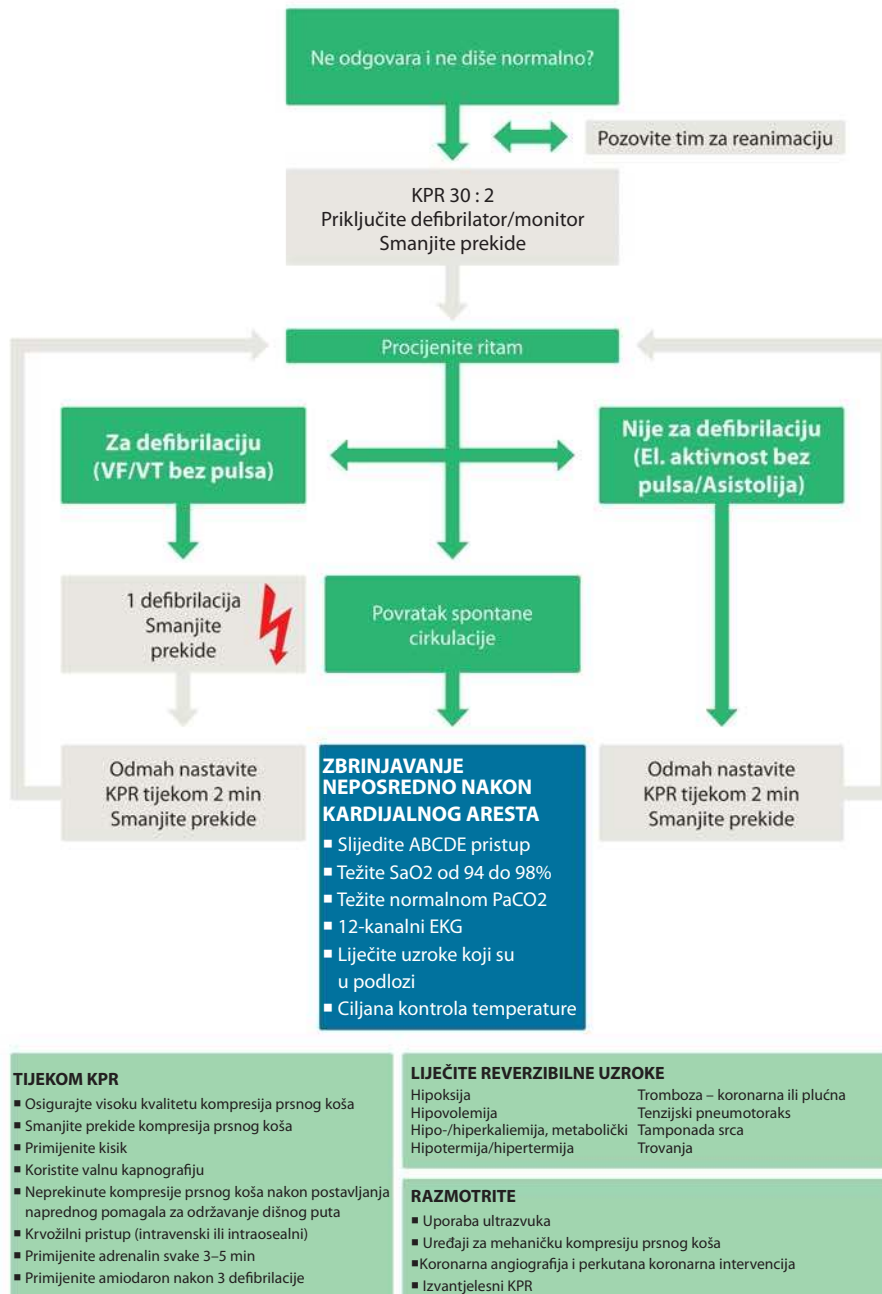 Ne odgovara i ne diše normalno?
Pozovite tim za reanimaciju
KPR 30 : 2
Priključite defibrilator/monitor
Smanjite prekide
Procijenite ritam
Za defibrilaciju
(VF/VT bez pulsa)
Nije za defibrilaciju
(El. aktivnost bez
pulsa/Asistolija)
1 defibrilacija
Smanjite
prekide
Povratak spontane
cirkulacije
Odmah nastavite
KPR tijekom 2 min
Smanjite prekide
ZBRINJAVANJE
NEPOSREDNO NAKON
KARDIJALNOG ARESTA
▪ Slijedite ABCDE pristup
▪ Težite SaO2 od 94 do 98%
▪ Težite normalnom PaCO2
▪ 12-kanalni EKG
▪ Liječite uzroke koji su
u podlozi
▪ Ciljana kontrola temperature
Odmah nastavite
KPR tijekom 2 min
Smanjite prekide
TIJEKOM KPR
▪ Osigurajte visoku kvalitetu kompresija prsnog koša
▪ Smanjite prekide kompresija prsnog koša
▪ Primijenite kisik
▪ Koristite valnu kapnografiju
▪ Neprekinute kompresije prsnog koša nakon postavljanja
naprednog pomagala za održavanje dišnog puta
▪ Krvožilni pristup (intravenski ili intraosealni)
▪ Primijenite adrenalin svake 3–5 min
▪ Primijenite amiodaron nakon 3 defibrilacije
LIJEČITE REVERZIBILNE UZROKE
Hipoksija
Hipovolemija
Hipo-/hiperkaliemija, metabolički
Hipotermija/hipertermija
Tromboza – koronarna ili plućna
Tenzijski pneumotoraks
Tamponada srca
Trovanja
RAZMOTRITE
▪ Uporaba ultrazvuka
▪ Uređaji za mehaničku kompresiju prsnog koša
▪Koronarna angiografija i perkutana koronarna intervencija
▪ Izvantjelesni KPR